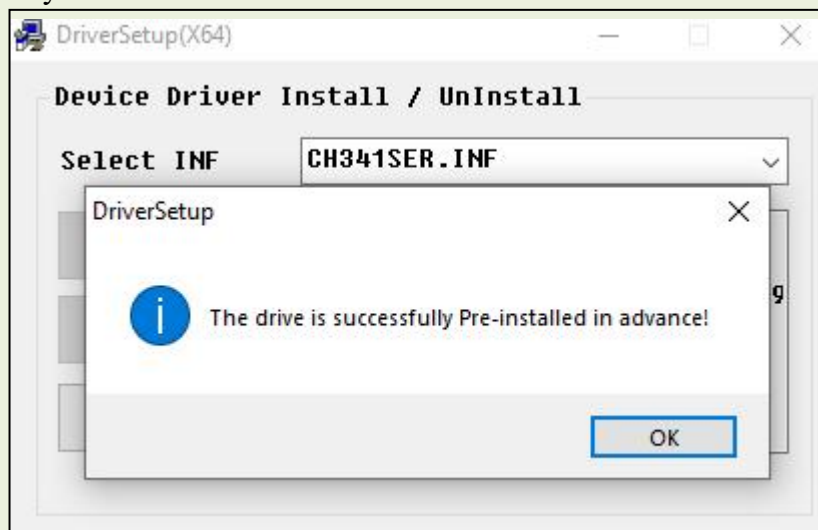 DriverSetup(X64)
Device Driver Install / UnInstall
Select INF
CH341SER.INF
DriverSetup
The drive is successfully Pre-installed in advance!
OK